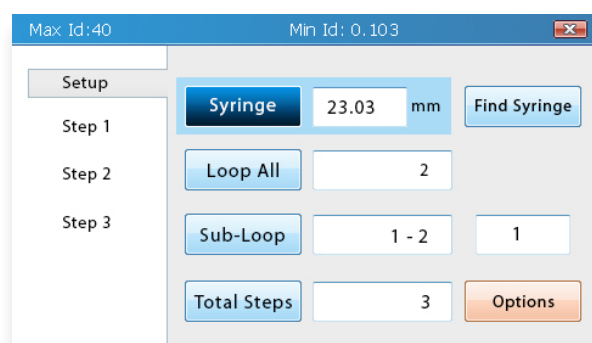 Max Id:40 Min Id: 0.103
Setup
Syringe 23.03 mm Find Syringe
Step 1
Step 2
Loop All 2
Step 3
Sub-Loop 1 - 2 1
Total Steps 3 Options